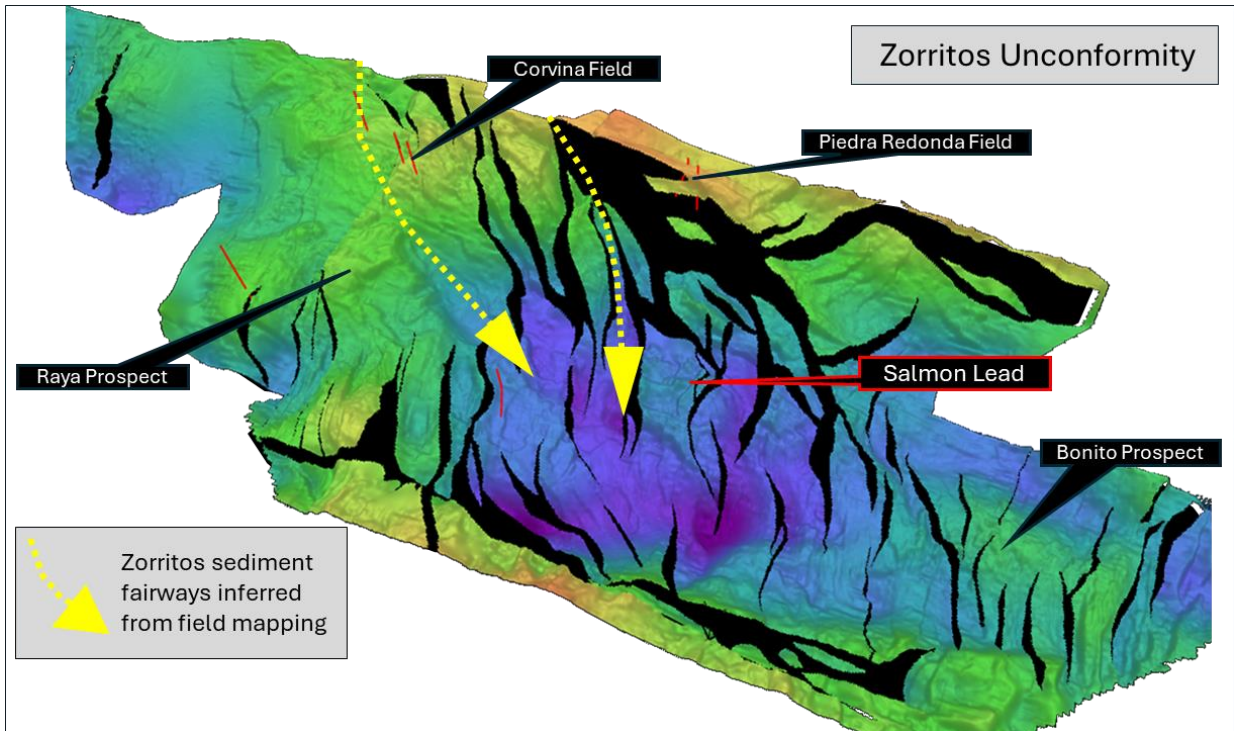 Zorritos Unconformity
Corvina Field
Piedra Redonda Field
Raya Prospect
Salmon Lead
Bonito Prospect
Zorritos sediment
fairways inferred
from field mapping